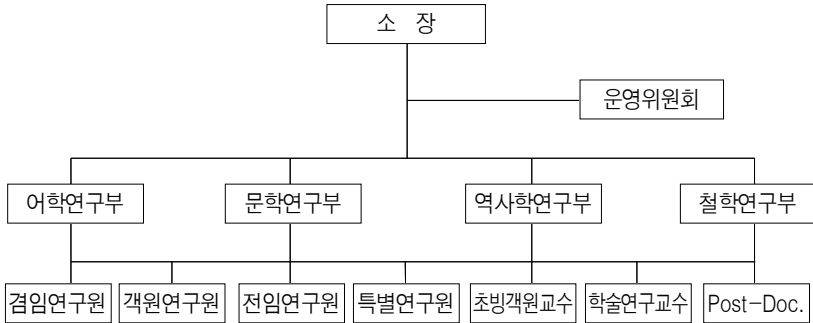 소 장
운영위원회
어학연구부 문학연구부 역사학연구부 철학연구부
겸임연구원 객원연구원 전임연구원 특별연구원 초빙객원교수 학술연구교수 Post-Doc.